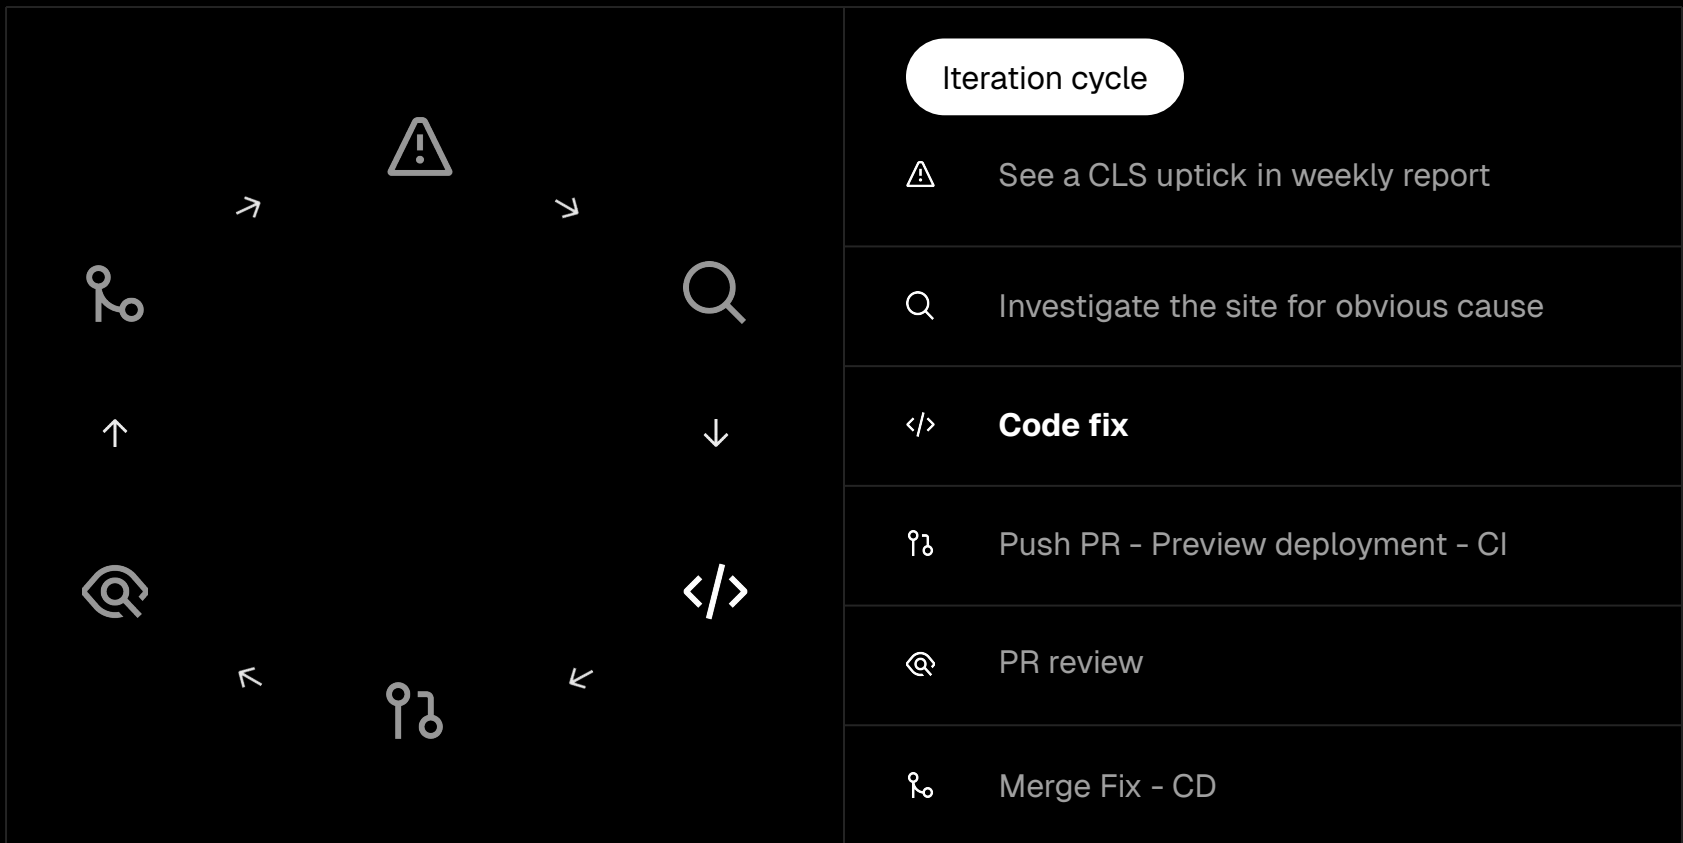 Iteration cycle
See a CLS uptick in weekly report
Investigate the site for obvious cause
Code fix
Push PR - Preview deployment - CI
PR review
Merge Fix - CD